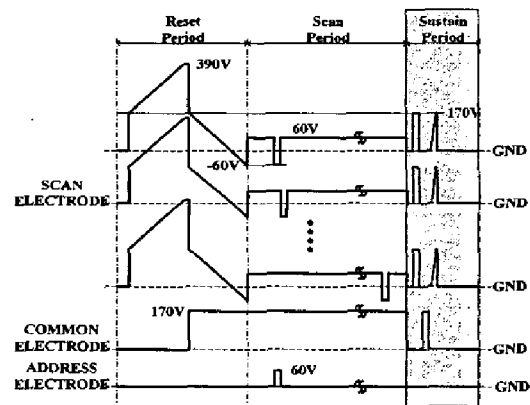 Reset Period
Scan Period
Sustain Period
390V
170V
60V
GND
-60V
SCAN ELECTRODE
GND
GND
170V
COMMON ELECTRODE
GND
ADDRESS ELECTRODE
60V
GND